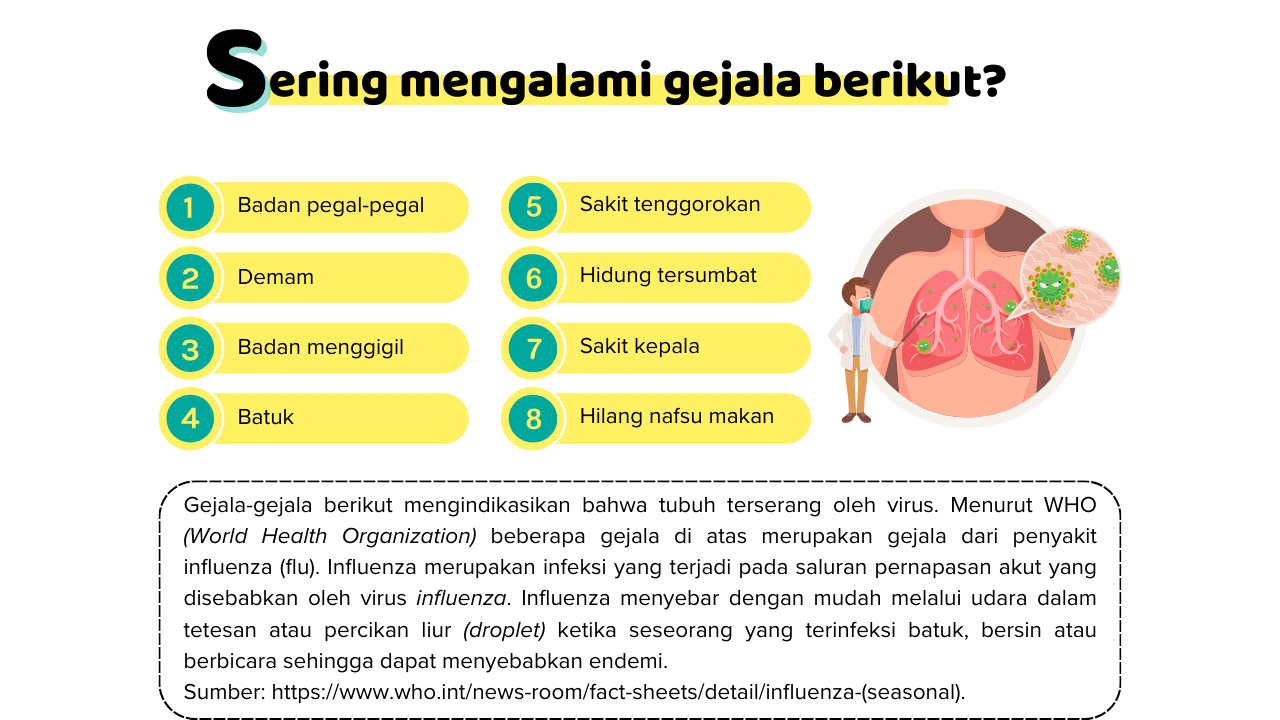 Sering mengalami gejala berikut?
1 Badan pegal-pegal
2 Demam
3 Badan menggigil
4 Batuk
5 Sakit tenggorokan
6 Hidung tersumbat
7 Sakit kepala
8 Hilang nafsu makan
Gejala-gejala berikut mengindikasikan bahwa tubuh terserang oleh virus. Menurut WHO
(World Health Organization) beberapa gejala di atas merupakan gejala dari penyakit
influenza (flu). Influenza merupakan infeksi yang terjadi pada saluran pernapasan akut yang
disebabkan oleh virus influenza. Influenza menyebar dengan mudah melalui udara dalam
tetesan atau percikan liur (droplet) ketika seseorang yang terinfeksi batuk, bersin atau
berbicara sehingga dapat menyebabkan endemi.
Sumber: https://www.who.int/news-room/fact-sheets/detail/influenza-(seasonal).